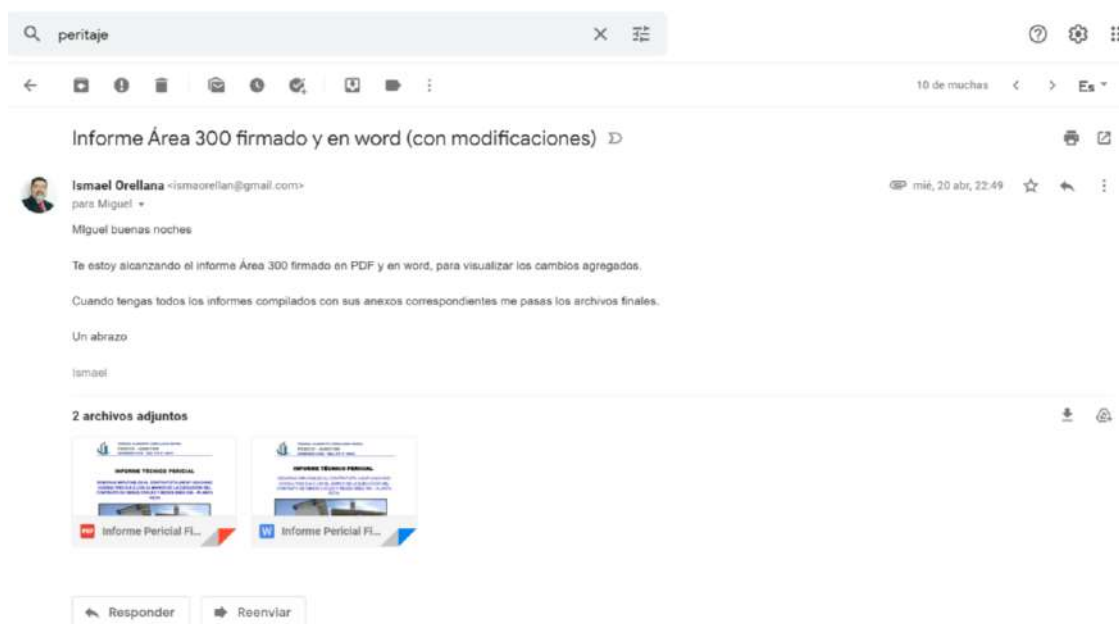 peritaje
10 de muchas
Es
Informe Área 300 firmado y en word (con modificaciones)
Ismael Orellana <ismaorellan@gmail.com>
mié, 20 abr, 22:49
para Miguel
MIguel buenas noches
Te estoy alcanzando el informe Área 300 firmado en PDF y en word, para visualizar los cambios agregados.
Cuando tengas todos los informes compilados con sus anexos correspondientes me pasas los archivos finales.
Un abrazo
Ismael
2 archivos adjuntos
INFORME TÉCNICO PERICIAL
INFORME TÉCNICO PERICIAL
PDF Informe Pericial Fi...
W Informe Pericial Fi...
Responder
Reenviar